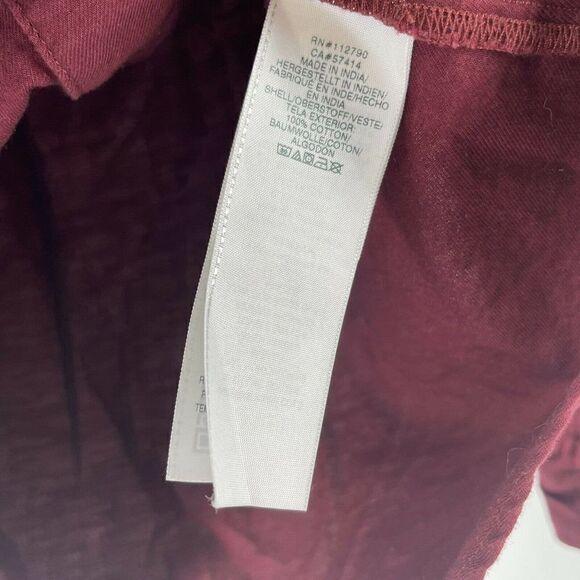 RN#112790
CA#57414
MADE IN INDIA/
HERGESTELLT IN INDIEN/
FABRIQUÉ EN INDE/HECHO
EN INDIA
SHELL/OBERSTOFF/VESTE/
TELA EXTERIOR:
100% COTTON/
BAUMWOLLE/COTON/
ALGODON